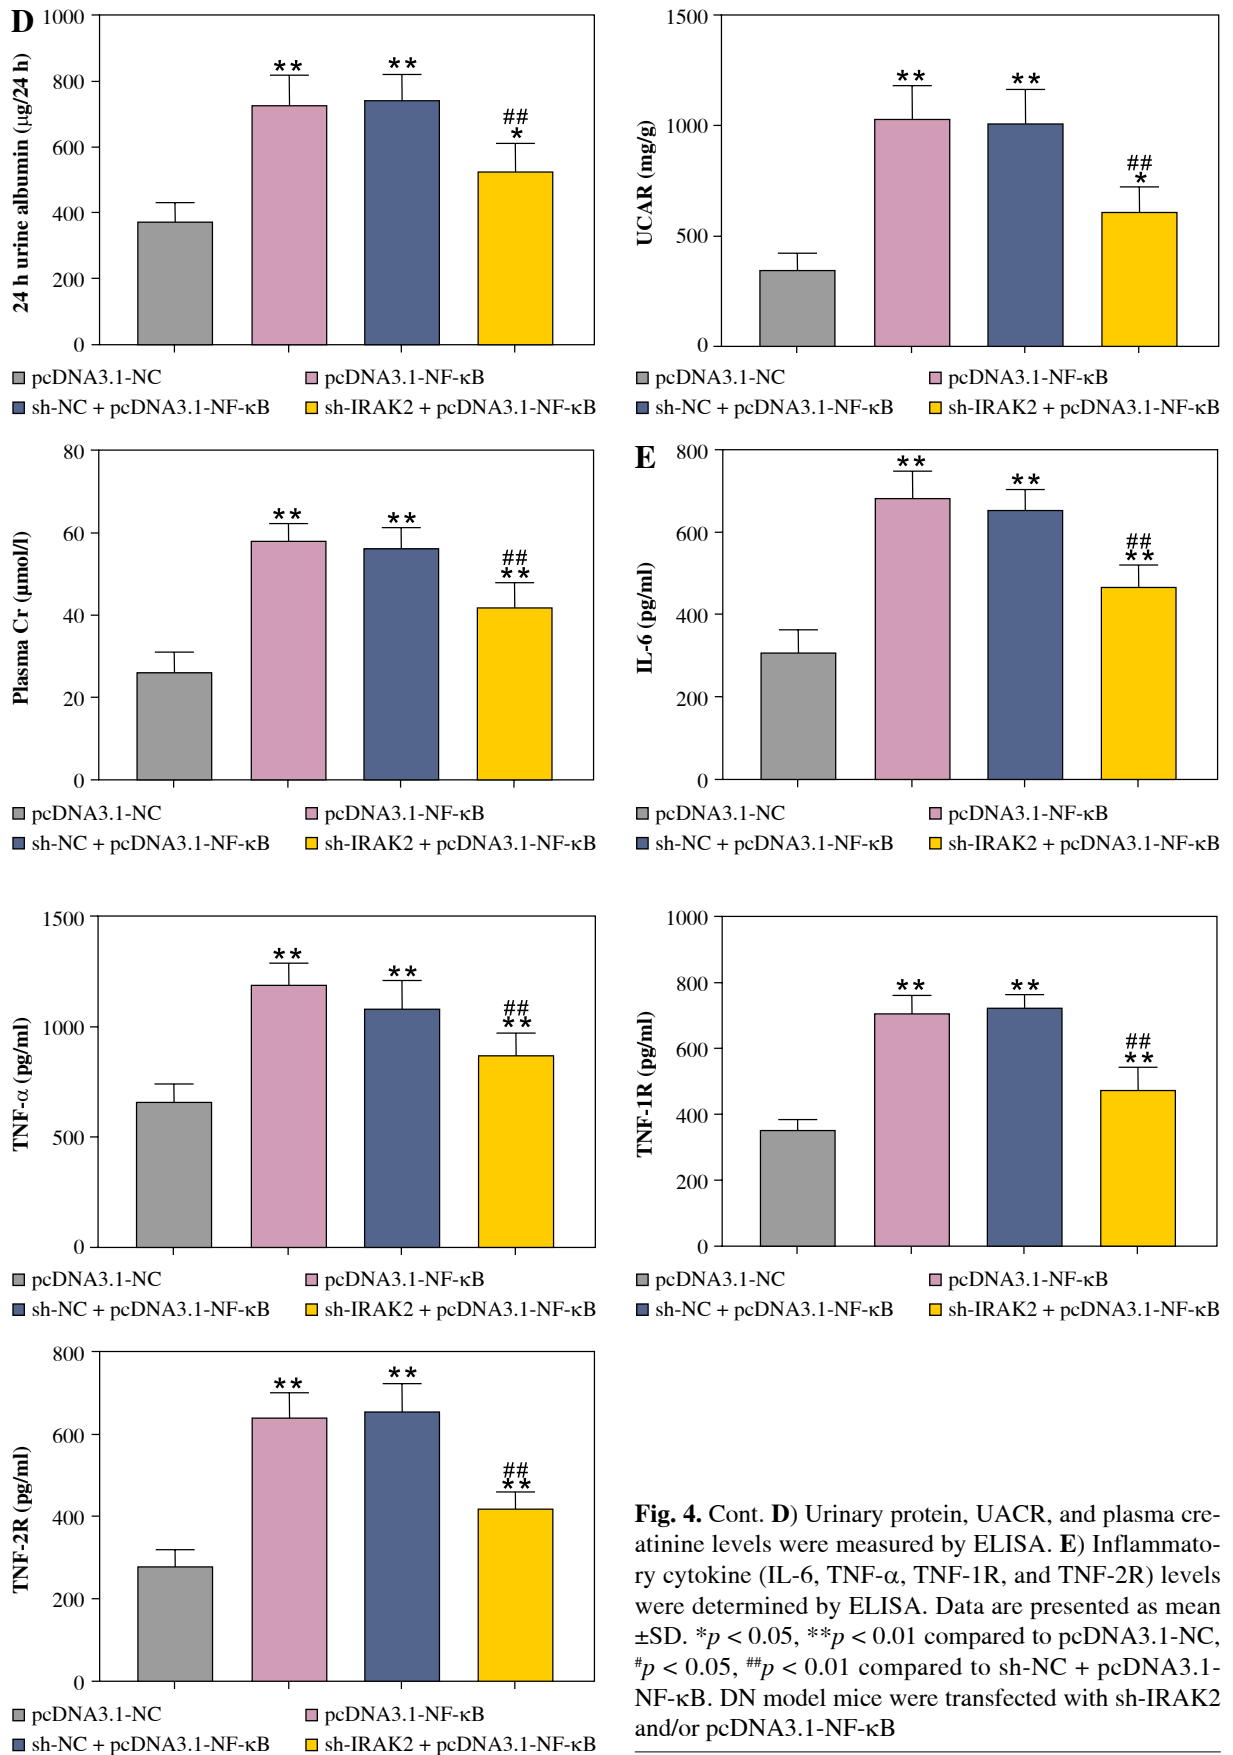 D
1000
800
600
400
200
0
24 h urine albumin (μg/24 h)
**
**
##
*
pcDNA3.1-NC
pcDNA3.1-NF-κB
sh-NC + pcDNA3.1-NF-κB
sh-IRAK2 + pcDNA3.1-NF-κB
1500
1000
500
0
UCAR (mg/g)
**
**
##
*
pcDNA3.1-NC
pcDNA3.1-NF-κB
sh-NC + pcDNA3.1-NF-κB
sh-IRAK2 + pcDNA3.1-NF-κB
80
60
40
20
0
Plasma Cr (μmol/l)
**
**
##
**
pcDNA3.1-NC
pcDNA3.1-NF-κB
sh-NC + pcDNA3.1-NF-κB
sh-IRAK2 + pcDNA3.1-NF-κB
E
800
600
400
200
0
IL-6 (pg/ml)
**
**
##
**
pcDNA3.1-NC
pcDNA3.1-NF-κB
sh-NC + pcDNA3.1-NF-κB
sh-IRAK2 + pcDNA3.1-NF-κB
1500
1000
500
0
TNF-α (pg/ml)
**
**
##
**
pcDNA3.1-NC
pcDNA3.1-NF-κB
sh-NC + pcDNA3.1-NF-κB
sh-IRAK2 + pcDNA3.1-NF-κB
1000
800
600
400
200
0
TNF-1R (pg/ml)
**
**
##
**
pcDNA3.1-NC
pcDNA3.1-NF-κB
sh-NC + pcDNA3.1-NF-κB
sh-IRAK2 + pcDNA3.1-NF-κB
800
600
400
200
0
TNF-2R (pg/ml)
**
**
##
**
pcDNA3.1-NC
pcDNA3.1-NF-κB
sh-NC + pcDNA3.1-NF-κB
sh-IRAK2 + pcDNA3.1-NF-κB
Fig. 4. Cont. D) Urinary protein, UACR, and plasma cre-
atinine levels were measured by ELISA. E) Inflammato-
ry cytokine (IL-6, TNF-α, TNF-1R, and TNF-2R) levels
were determined by ELISA. Data are presented as mean
±SD. *p < 0.05, **p < 0.01 compared to pcDNA3.1-NC,
#p < 0.05, ##p < 0.01 compared to sh-NC + pcDNA3.1-
NF-κB. DN model mice were transfected with sh-IRAK2
and/or pcDNA3.1-NF-κB